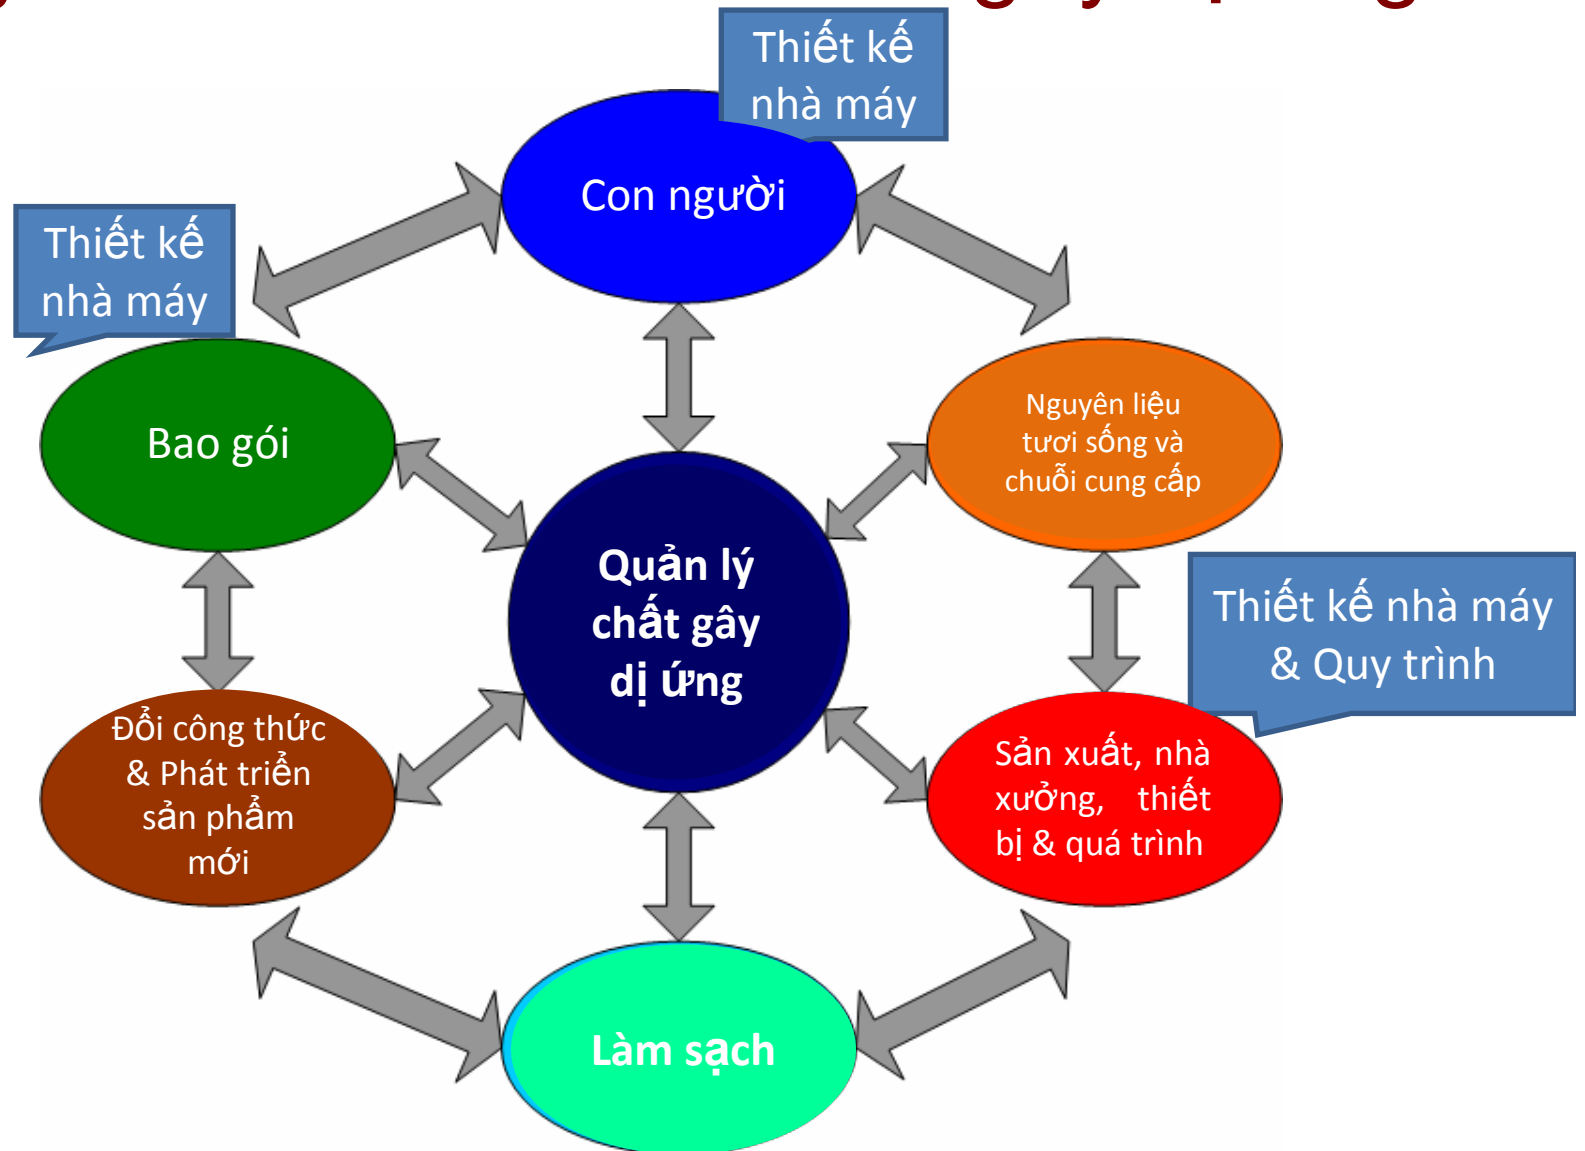 Thiết kế
nhà máy
Con người
Thiết kế
nhà máy
Bao gói
Nguyên liệu
tươi sống và
chuỗi cung cấp
Quản lý
chất gây
dị ứng
Thiết kế nhà máy
& Quy trình
Đổi công thức
& Phát triển
sản phẩm
mới
Sản xuất, nhà
xưởng, thiết
bị & quá trình
Làm sạch